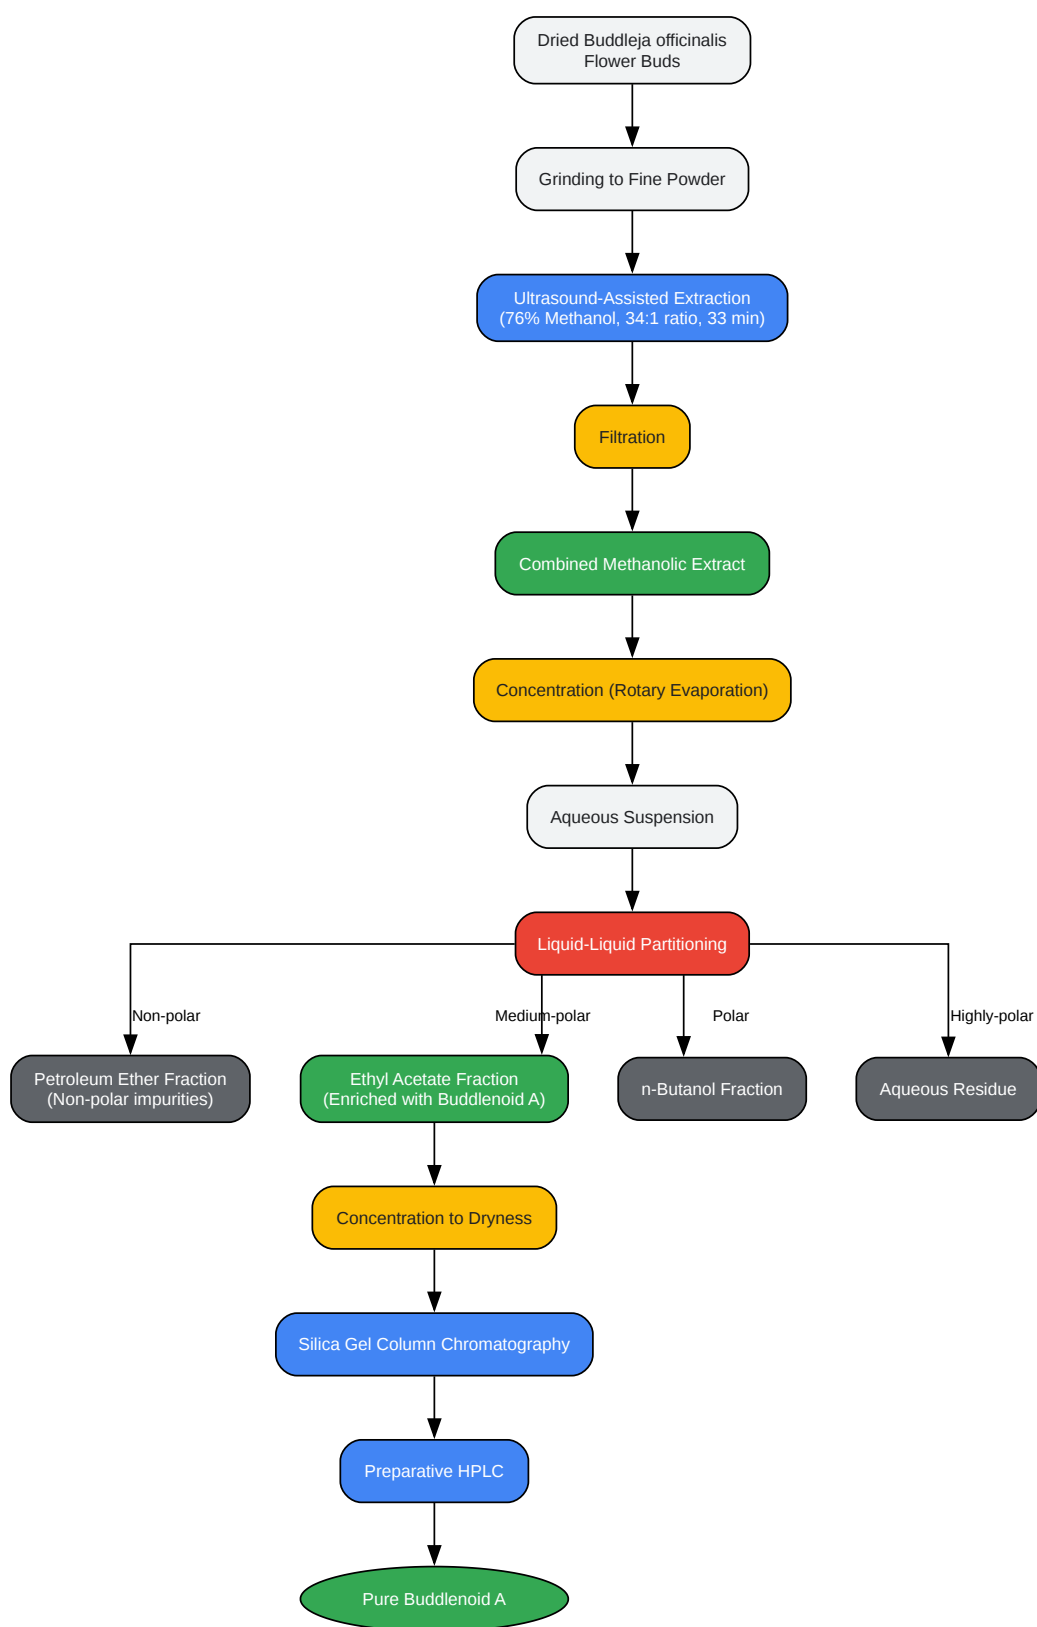 Dried Buddleja officinalis
Flower Buds
Grinding to Fine Powder
Ultrasound-Assisted Extraction
(76% Methanol, 34:1 ratio, 33 min)
Filtration
Combined Methanolic Extract
Concentration (Rotary Evaporation)
Aqueous Suspension
Liquid-Liquid Partitioning
Non-polar
Medium-polar
Polar
Highly-polar
Petroleum Ether Fraction
(Non-polar impurities)
Ethyl Acetate Fraction
(Enriched with Buddlenoid A)
n-Butanol Fraction
Aqueous Residue
Concentration to Dryness
Silica Gel Column Chromatography
Preparative HPLC
Pure Buddlenoid A